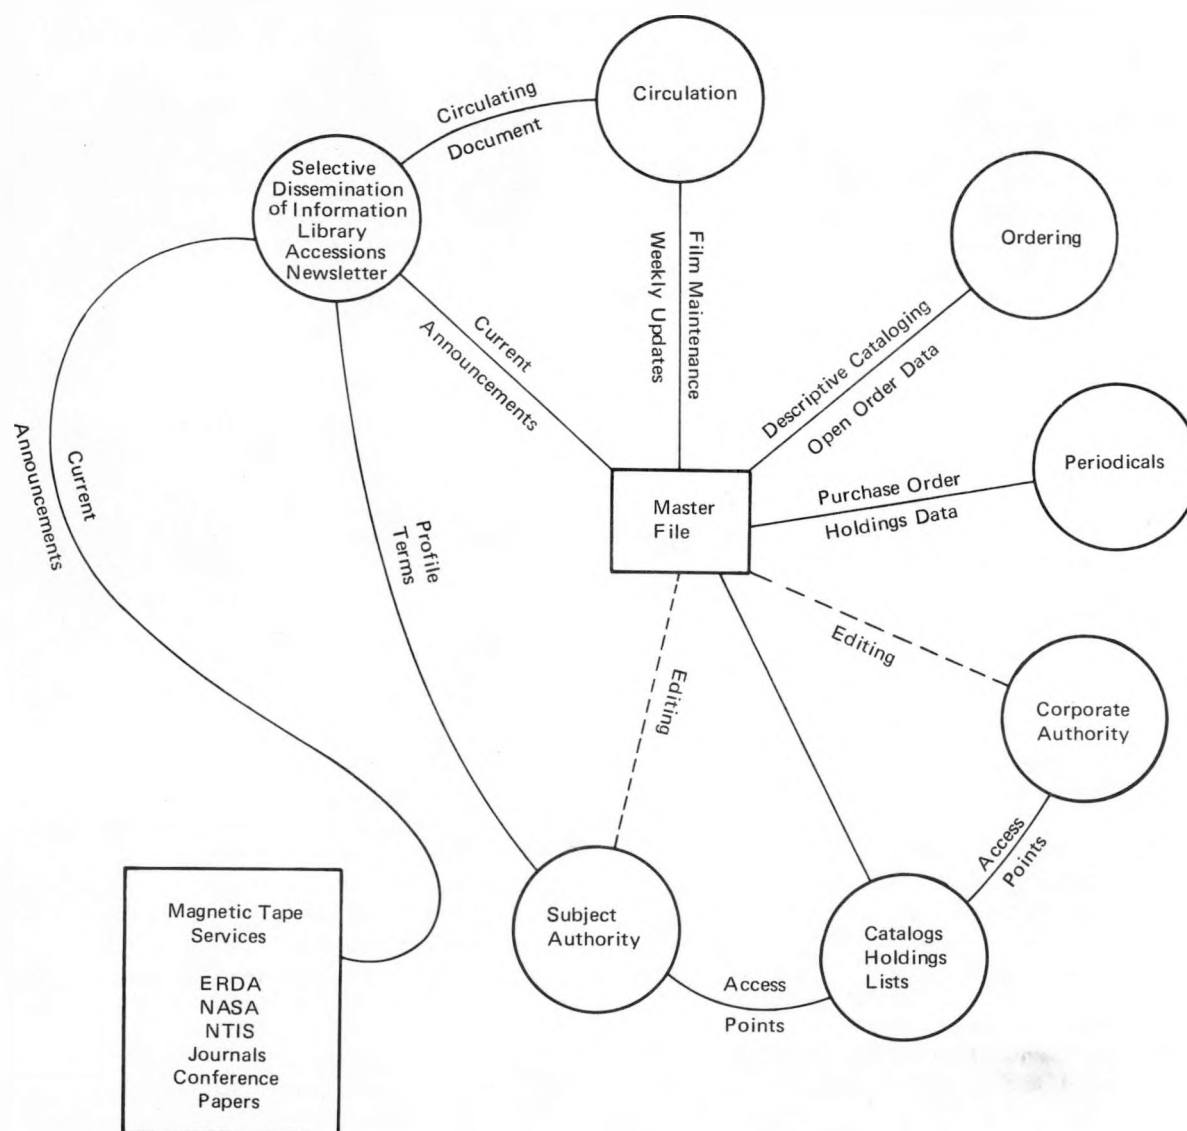 Circulation
Circulating
Document
Selective
Dissemination
of Information
Library
Accessions
Newsletter
Film Maintenance
Weekly Updates
Ordering
Current
Announcements
Descriptive Cataloging
Open Order Data
Periodicals
Purchase Order
Holdings Data
Master
File
Current
Announcements
Profile
Terms
Editing
Editing
Corporate
Authority
Access
Points
Subject
Authority
Catalogs
Holdings
Lists
Access
Points
Magnetic Tape
Services
ERDA
NASA
NTIS
Journals
Conference
Papers